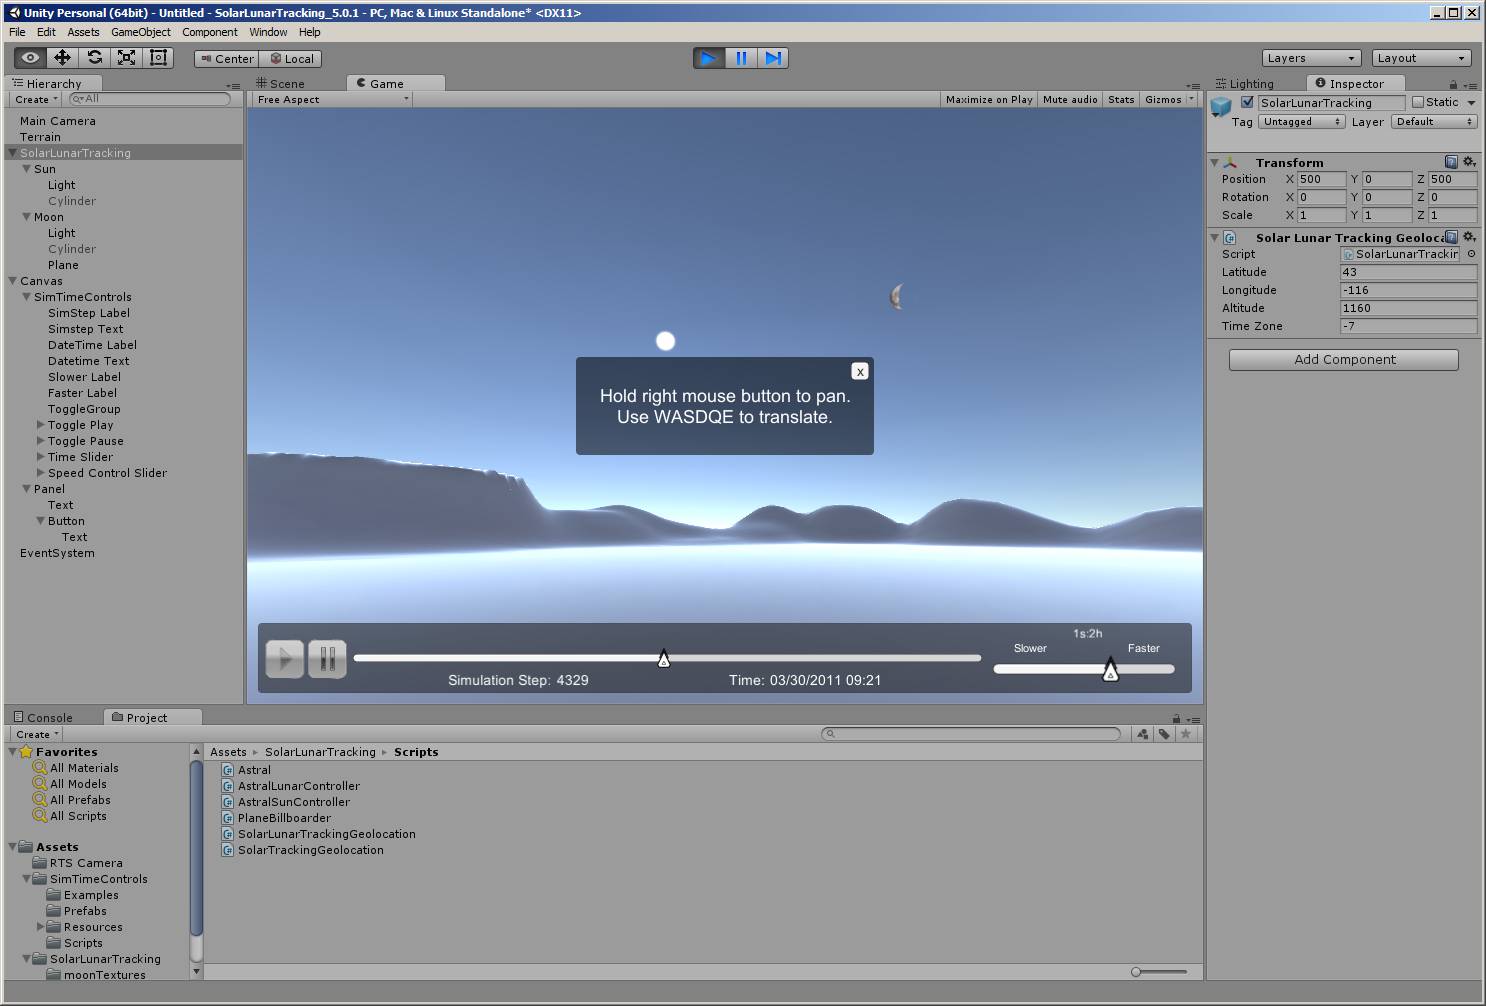 Unity Personal (64bit) - Untitled - SolarLunarTracking_5.0.1 - PC, Mac & Linux Standalone* <DX11>
File Edit Assets GameObject Component Window Help
Center Local Layers Layout
Hierarchy
Create All
Main Camera
Terrain
SolarLunarTracking
Sun
Light
Cylinder
Moon
Light
Cylinder
Plane
Canvas
SimTimeControls
SimStep Label
Simstep Text
DateTime Label
Datetime Text
Slower Label
Faster Label
ToggleGroup
Toggle Play
Toggle Pause
Time Slider
Speed Control Slider
Panel
Text
Button
Text
EventSystem
Scene Game
Free Aspect Maximize on Play Mute audio Stats Gizmos
x
Hold right mouse button to pan.
Use WASDQE to translate.
1s:2h
Slower Faster
Simulation Step: 4329 Time: 03/30/2011 09:21
Lighting Inspector
SolarLunarTracking Static
Tag Untagged Layer Default
Transform
Position X 500 Y 0 Z 500
Rotation X 0 Y 0 Z 0
Scale X 1 Y 1 Z 1
Solar Lunar Tracking Geoloca
Script SolarLunarTrackir
Latitude 43
Longitude -116
Altitude 1160
Time Zone -7
Add Component
Console Project
Create
Favorites
All Materials
All Models
All Prefabs
All Scripts
Assets
RTS Camera
SimTimeControls
Examples
Prefabs
Resources
Scripts
SolarLunarTracking
moonTextures
Assets SolarLunarTracking Scripts
Astral
AstralLunarController
AstralSunController
PlaneBillboarder
SolarLunarTrackingGeolocation
SolarTrackingGeolocation